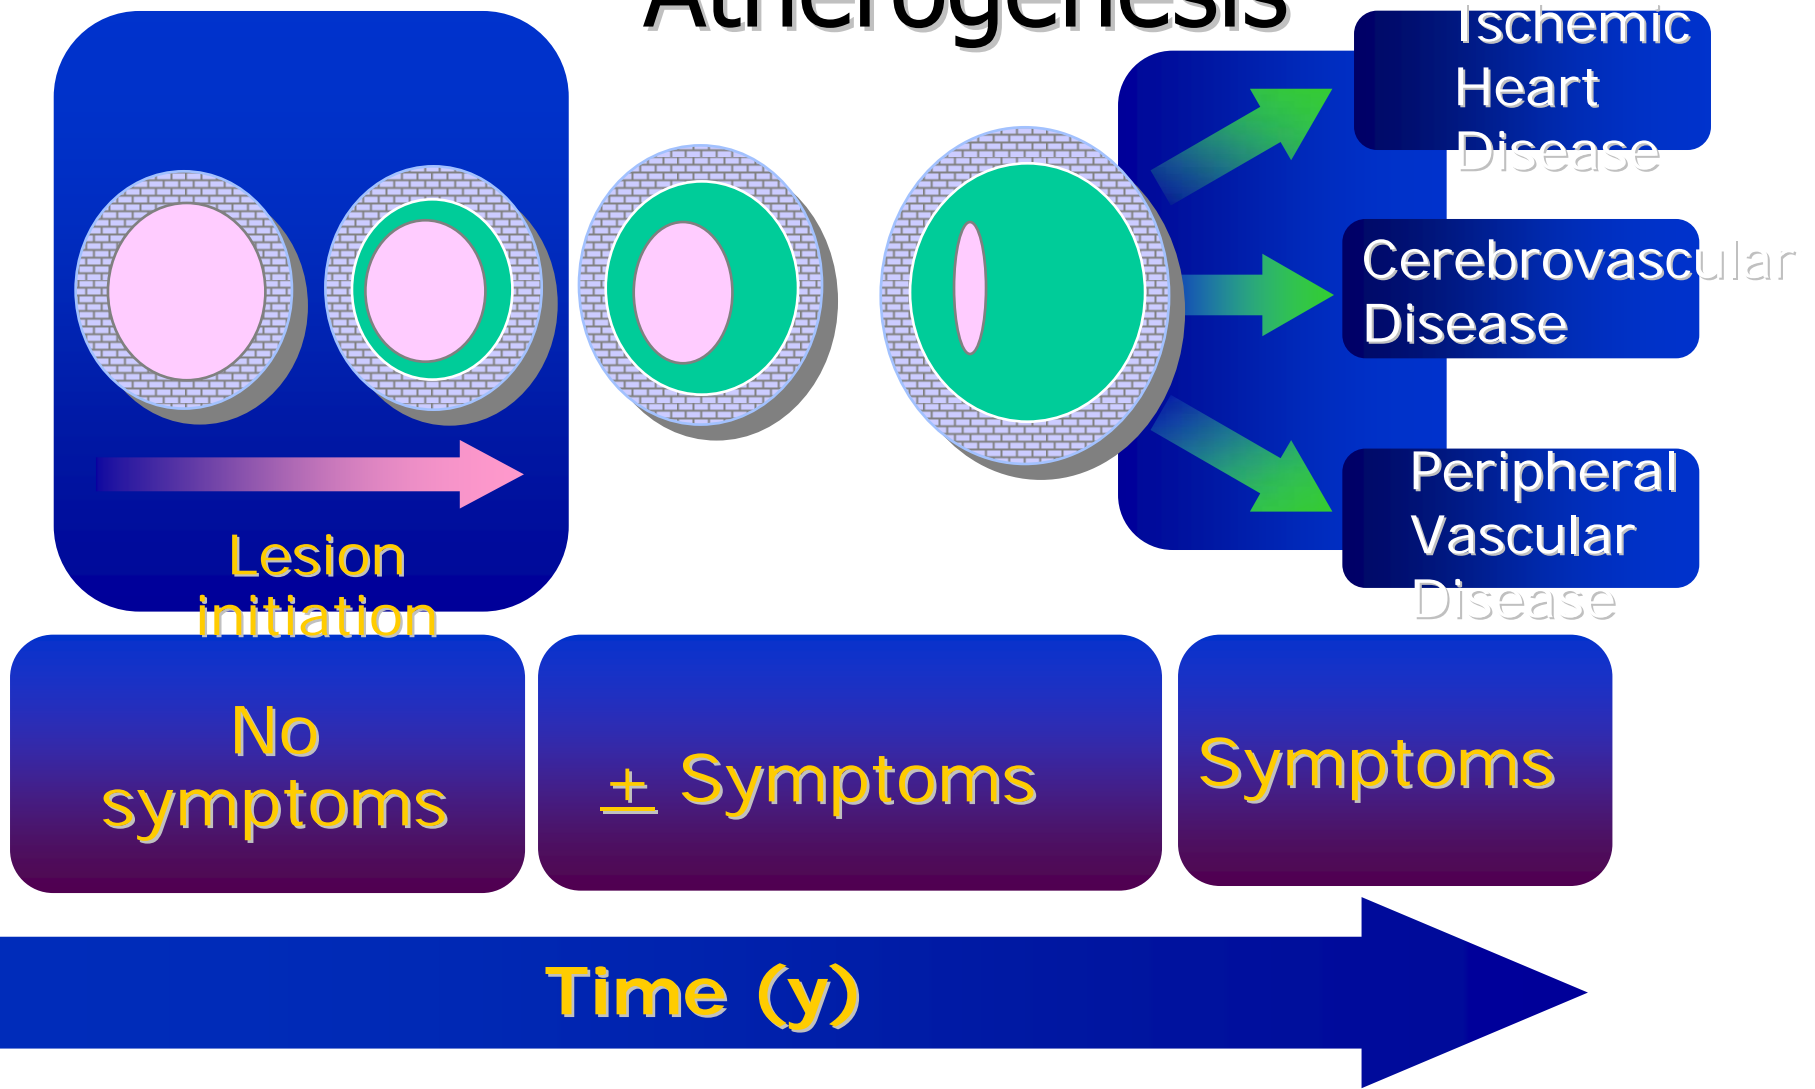 Atherogenesis
Ischemic
Heart
Disease
Cerebrovascular
Disease
Peripheral
Vascular
Disease
Lesion
initiation
No
symptoms
± Symptoms
Symptoms
Time (y)